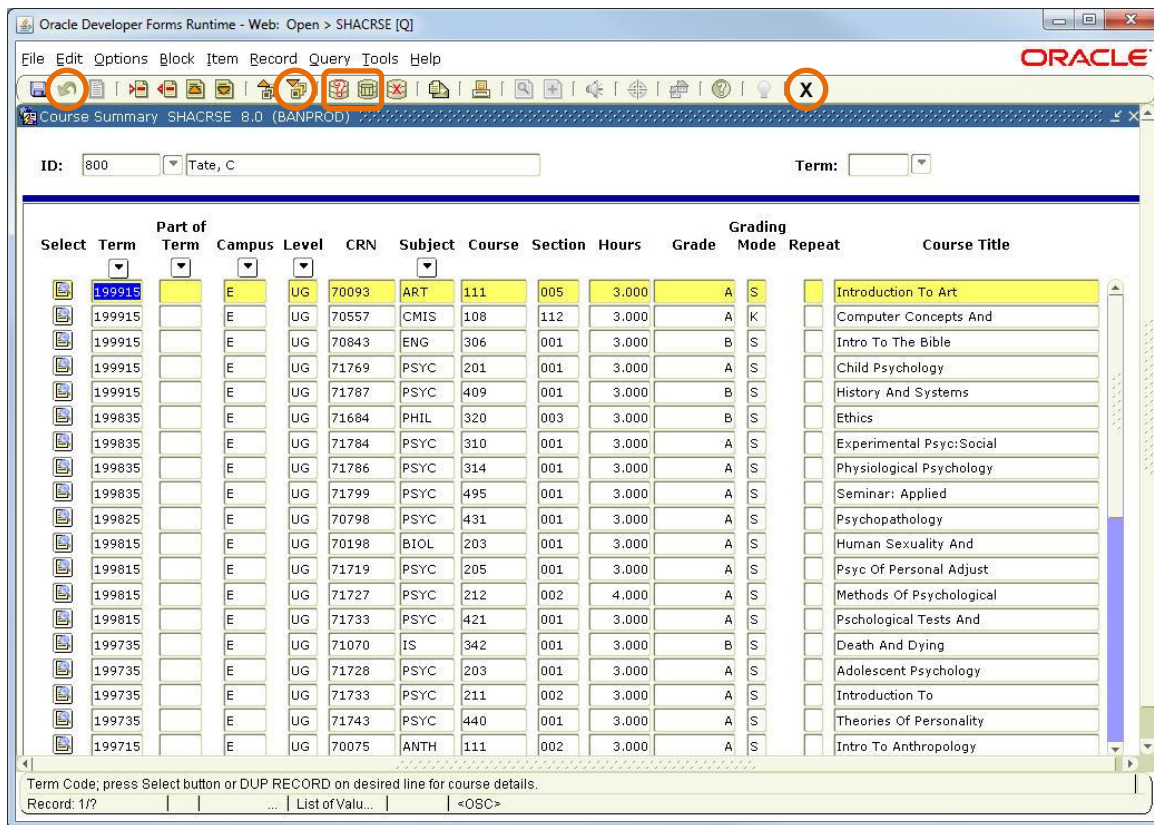 Oracle Developer Forms Runtime - Web: Open > SHACRSE [Q]
File Edit Options Block Item Record Query Tools Help
ORACLE
X
Course Summary SHACRSE 8.0 (BANPROD)
ID: 800 Tate, C Term:
Select Term Part of Term Campus Level CRN Subject Course Section Hours Grade Grading Mode Repeat Course Title
199915 E UG 70093 ART 111 005 3.000 A S Introduction To Art
199915 E UG 70557 CMIS 108 112 3.000 A K Computer Concepts And
199915 E UG 70843 ENG 306 001 3.000 B S Intro To The Bible
199915 E UG 71769 PSYC 201 001 3.000 A S Child Psychology
199915 E UG 71787 PSYC 409 001 3.000 B S History And Systems
199835 E UG 71684 PHIL 320 003 3.000 B S Ethics
199835 E UG 71784 PSYC 310 001 3.000 A S Experimental Psyc:Social
199835 E UG 71786 PSYC 314 001 3.000 A S Physiological Psychology
199835 E UG 71799 PSYC 495 001 3.000 A S Seminar: Applied
199825 E UG 70798 PSYC 431 001 3.000 A S Psychopathology
199815 E UG 70198 BIOL 203 001 3.000 A S Human Sexuality And
199815 E UG 71719 PSYC 205 001 3.000 A S Psyc Of Personal Adjust
199815 E UG 71727 PSYC 212 002 4.000 A S Methods Of Psychological
199815 E UG 71733 PSYC 421 001 3.000 A S Pschological Tests And
199735 E UG 71070 IS 342 001 3.000 B S Death And Dying
199735 E UG 71728 PSYC 203 001 3.000 A S Adolescent Psychology
199735 E UG 71733 PSYC 211 002 3.000 A S Introduction To
199735 E UG 71743 PSYC 440 001 3.000 A S Theories Of Personality
199715 E UG 70075 ANTH 111 002 3.000 A S Intro To Anthropology
Term Code; press Select button or DUP RECORD on desired line for course details.
Record: 1/? ... List of Valu... <OSC>